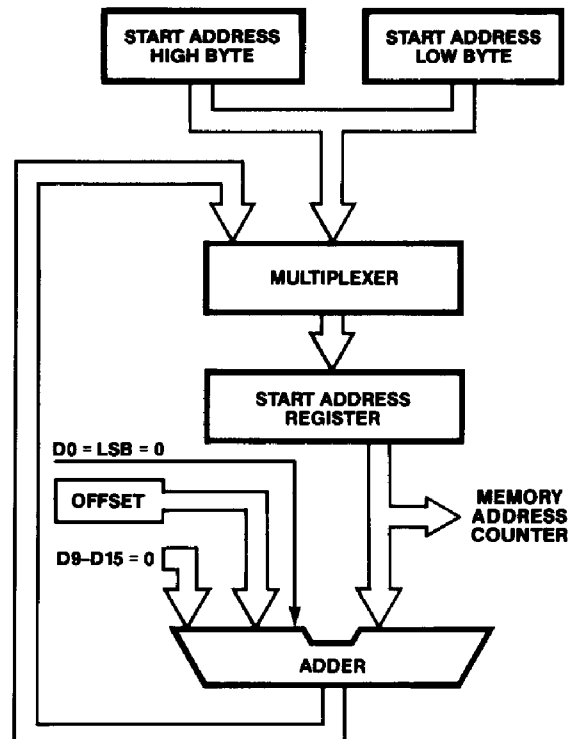 START ADDRESS
HIGH BYTE
START ADDRESS
LOW BYTE
MULTIPLEXER
START ADDRESS
REGISTER
D0 = LSB = 0
OFFSET
MEMORY
ADDRESS
COUNTER
D9–D15 = 0
ADDER